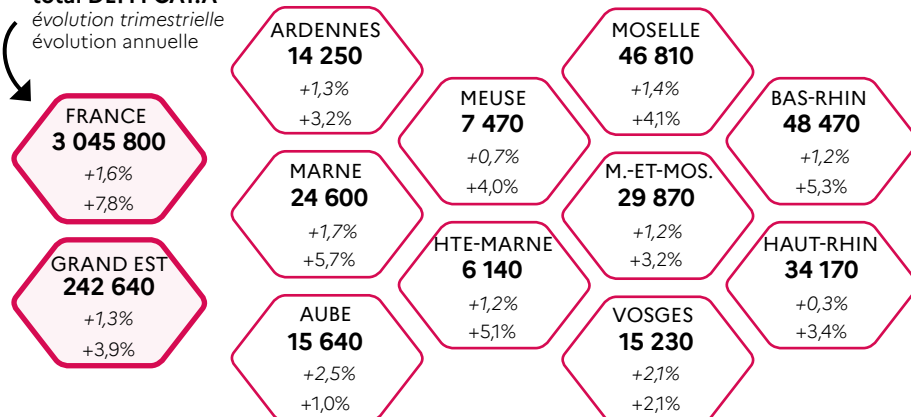 total DEFM CAT.A
évolution trimestrielle
évolution annuelle
FRANCE
3 045 800
+1,6%
+7,8%
GRAND EST
242 640
+1,3%
+3,9%
ARDENNES
14 250
+1,3%
+3,2%
MARNE
24 600
+1,7%
+5,7%
AUBE
15 640
+2,5%
+1,0%
MEUSE
7 470
+0,7%
+4,0%
HTE-MARNE
6 140
+1,2%
+5,1%
MOSELLE
46 810
+1,4%
+4,1%
M.-ET-MOS.
29 870
+1,2%
+3,2%
VOSGES
15 230
+2,1%
+2,1%
BAS-RHIN
48 470
+1,2%
+5,3%
HAUT-RHIN
34 170
+0,3%
+3,4%